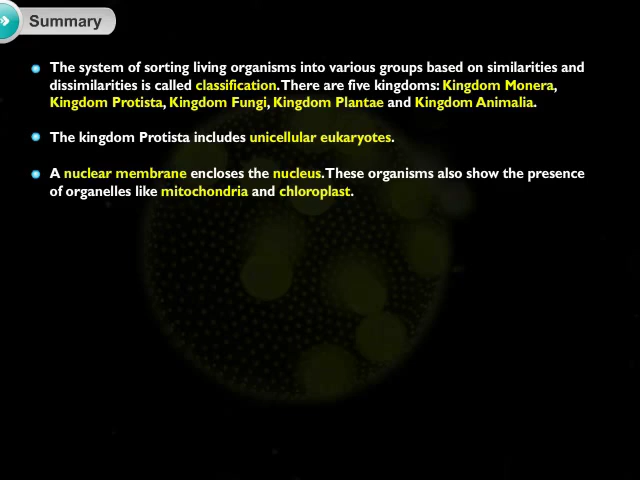 Summary
The system of sorting living organisms into various groups based on similarities and
dissimilarities is called classification. There are five kingdoms: Kingdom Monera,
Kingdom Protista, Kingdom Fungi, Kingdom Plantae and Kingdom Animalia.
The kingdom Protista includes unicellular eukaryotes.
A nuclear membrane encloses the nucleus. These organisms also show the presence
of organelles like mitochondria and chloroplast.